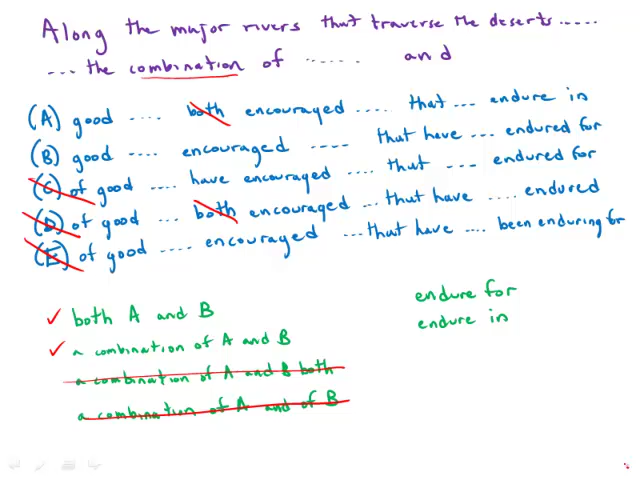 Along the major rivers that traverse the deserts .....
... the combination of ...... and
(A) good .... both encouraged .... that ... endure in
(B) good .... encouraged .... that have ... endured for
(C) of good .... have encouraged .... that ... endured for
(D) of good .... both encouraged ... that have .... endured
(E) of good .... encouraged ... that have .... been enduring for
✓ both A and B
✓ a combination of A and B
a combination of A and B both
a combination of A and of B
endure for
endure in